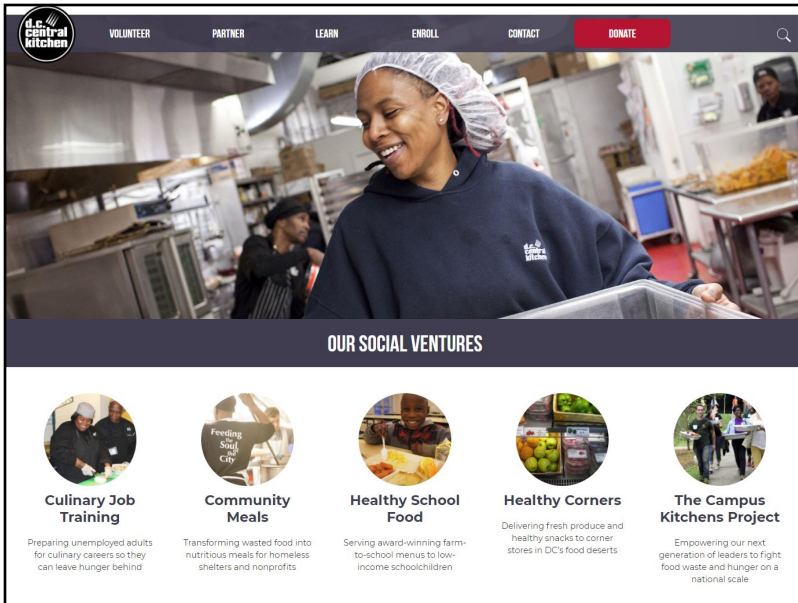 d.c.
central
kitchen
VOLUNTEER PARTNER LEARN ENROLL CONTACT DONATE
d.c.
central
kitchen
OUR SOCIAL VENTURES
Feeding
the
Soul
of the
City
Culinary Job
Training
Preparing unemployed adults
for culinary careers so they
can leave hunger behind
Community
Meals
Transforming wasted food into
nutritious meals for homeless
shelters and nonprofits
Healthy School
Food
Serving award-winning farm-
to-school menus to low-
income schoolchildren
Healthy Corners
Delivering fresh produce and
healthy snacks to corner
stores in DC's food deserts
The Campus
Kitchens Project
Empowering our next
generation of leaders to fight
food waste and hunger on a
national scale